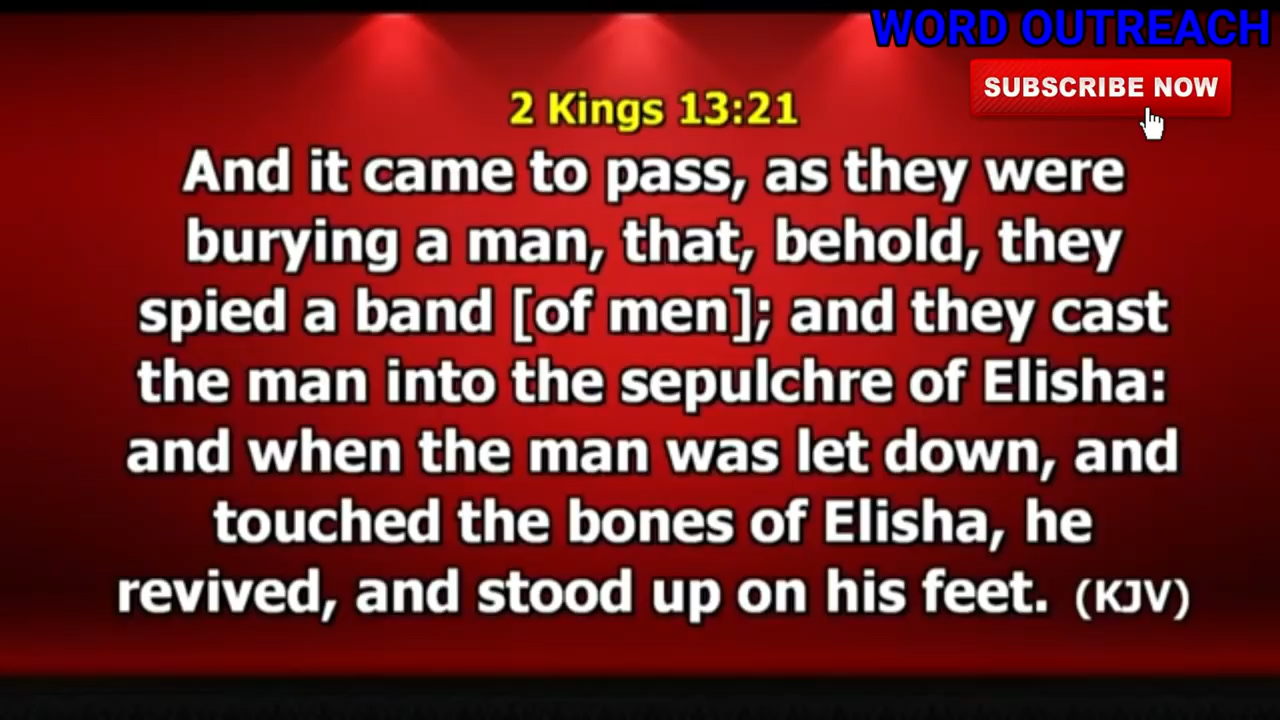 WORD OUTREACH
SUBSCRIBE NOW
2 Kings 13:21
And it came to pass, as they were
burying a man, that, behold, they
spied a band [of men]; and they cast
the man into the sepulchre of Elisha:
and when the man was let down, and
touched the bones of Elisha, he
revived, and stood up on his feet. (KJV)